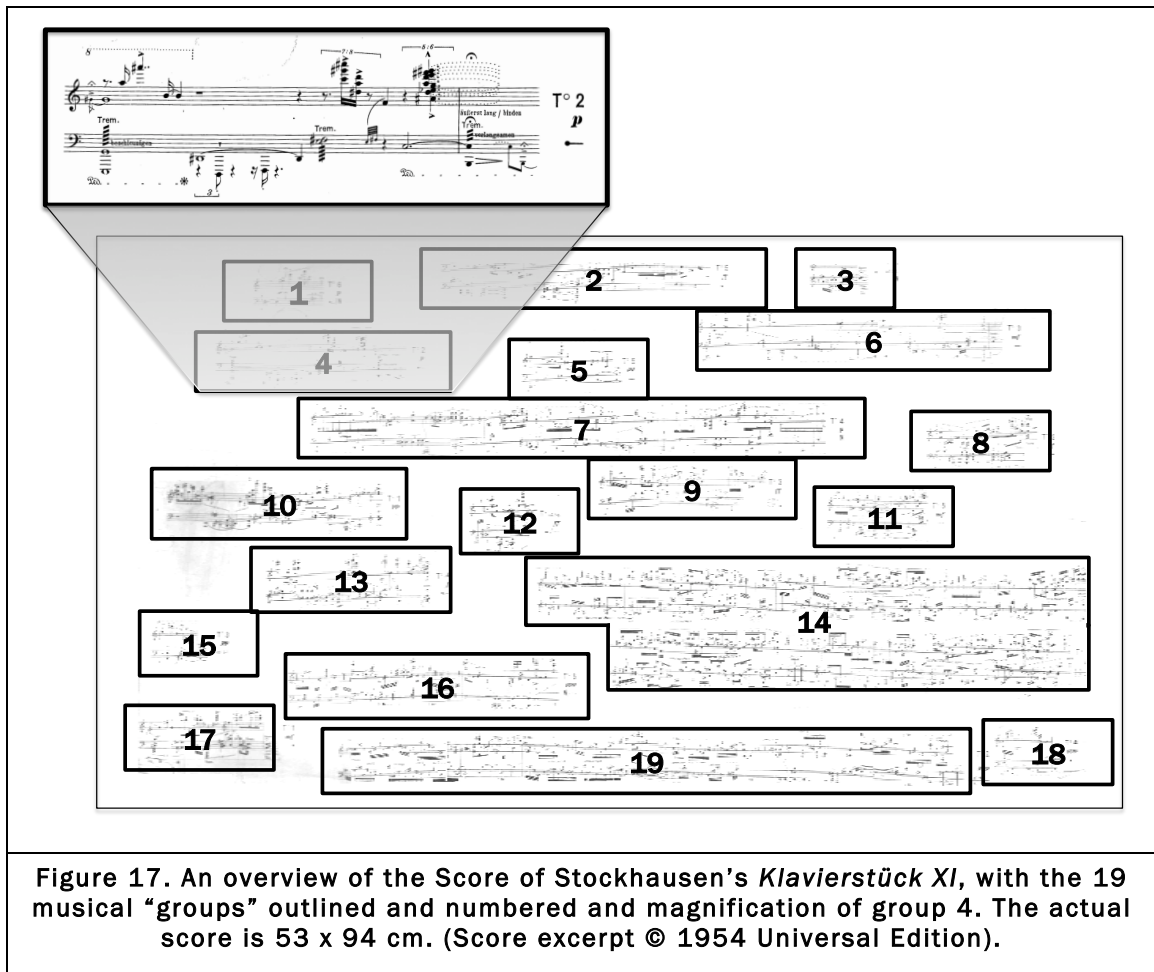 8
7:8
6:6
T° 2
p
äußerst lang / binden
Trem.
Trem.
Trem.
beschleunigen
verlangsamen
3
1
2
3
4
5
6
7
8
9
10
11
12
13
14
15
16
17
18
19
Figure 17. An overview of the Score of Stockhausen's Klavierstück XI, with the 19
musical “groups” outlined and numbered and magnification of group 4. The actual
score is 53 x 94 cm. (Score excerpt © 1954 Universal Edition).